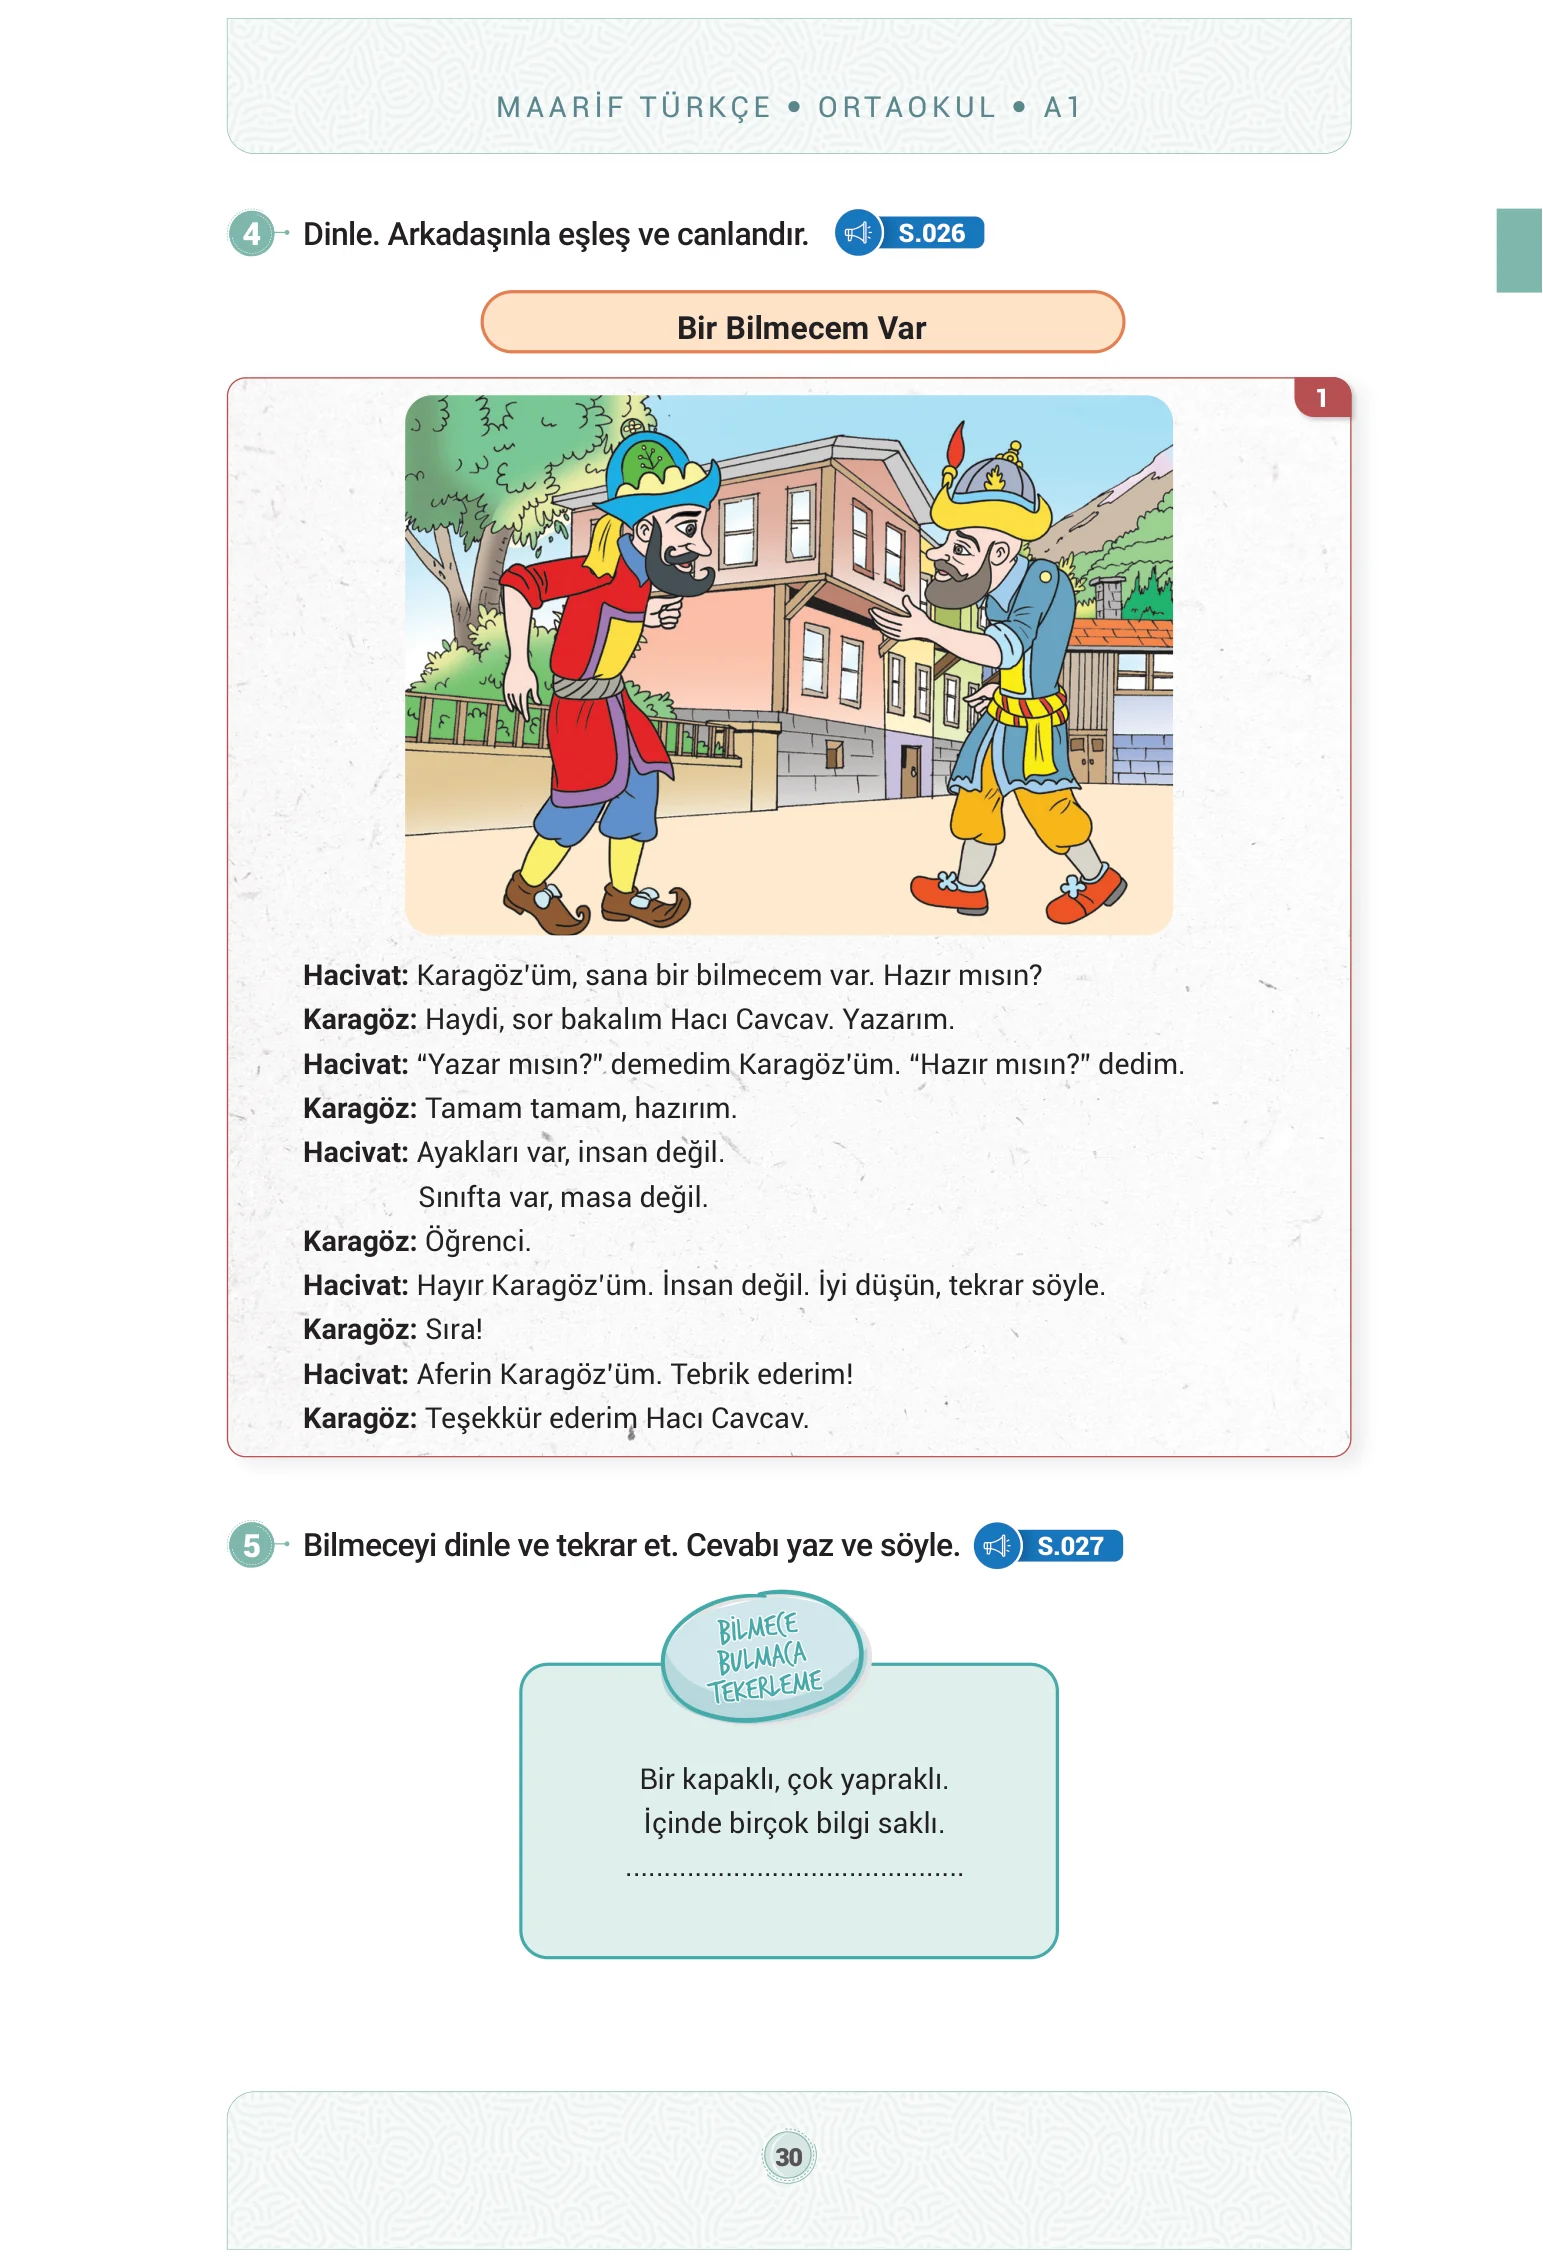 MAARİF TÜRKÇE • ORTAOKUL • A1
4 Dinle. Arkadaşınla eşleş ve canlandır. S.026
Bir Bilmecem Var
1
Hacivat: Karagöz'üm, sana bir bilmecem var. Hazır mısın?
Karagöz: Haydi, sor bakalım Hacı Cavcav. Yazarım.
Hacivat: “Yazar mısın?” demedim Karagöz'üm. “Hazır mısın?” dedim.
Karagöz: Tamam tamam, hazırım.
Hacivat: Ayakları var, insan değil.
Sınıfta var, masa değil.
Karagöz: Öğrenci.
Hacivat: Hayır Karagöz'üm. İnsan değil. İyi düşün, tekrar söyle.
Karagöz: Sıra!
Hacivat: Aferin Karagöz'üm. Tebrik ederim!
Karagöz: Teşekkür ederim Hacı Cavcav.
5 Bilmeceyi dinle ve tekrar et. Cevabı yaz ve söyle. S.027
BİLMECE
BULMACA
TEKERLEME
Bir kapaklı, çok yapraklı.
İçinde birçok bilgi saklı.
............................................
30